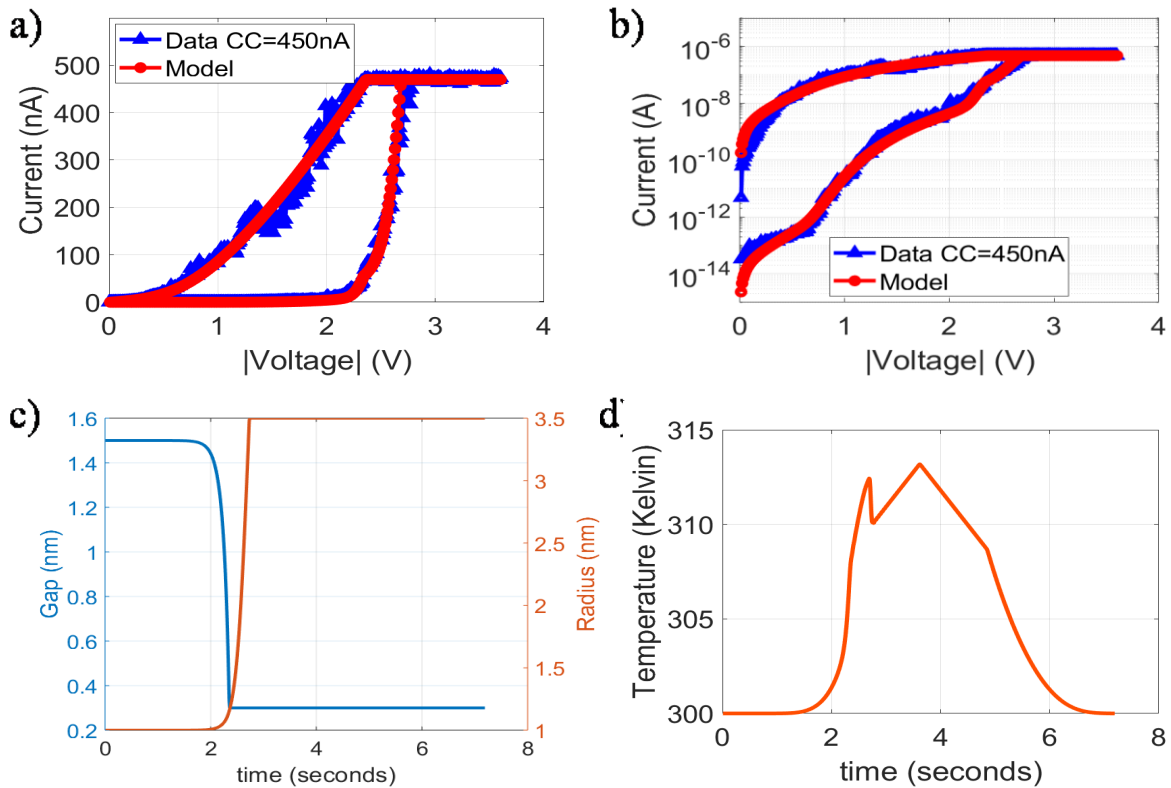 a)
Data CC=450nA
Model
500
400
300
200
100
0
0 1 2 3 4
Current (nA)
|Voltage| (V)
b)
10-6
10-8
10-10
10-12
10-14
0 1 2 3 4
Current (A)
Data CC=450nA
Model
|Voltage| (V)
c)
1.6
1.4
1.2
1
0.8
0.6
0.4
0.2
Gap (nm)
3.5
3
2.5
2
1.5
1
Radius (nm)
0 2 4 6 8
time (seconds)
d)
315
310
305
300
Temperature (Kelvin)
0 2 4 6 8
time (seconds)